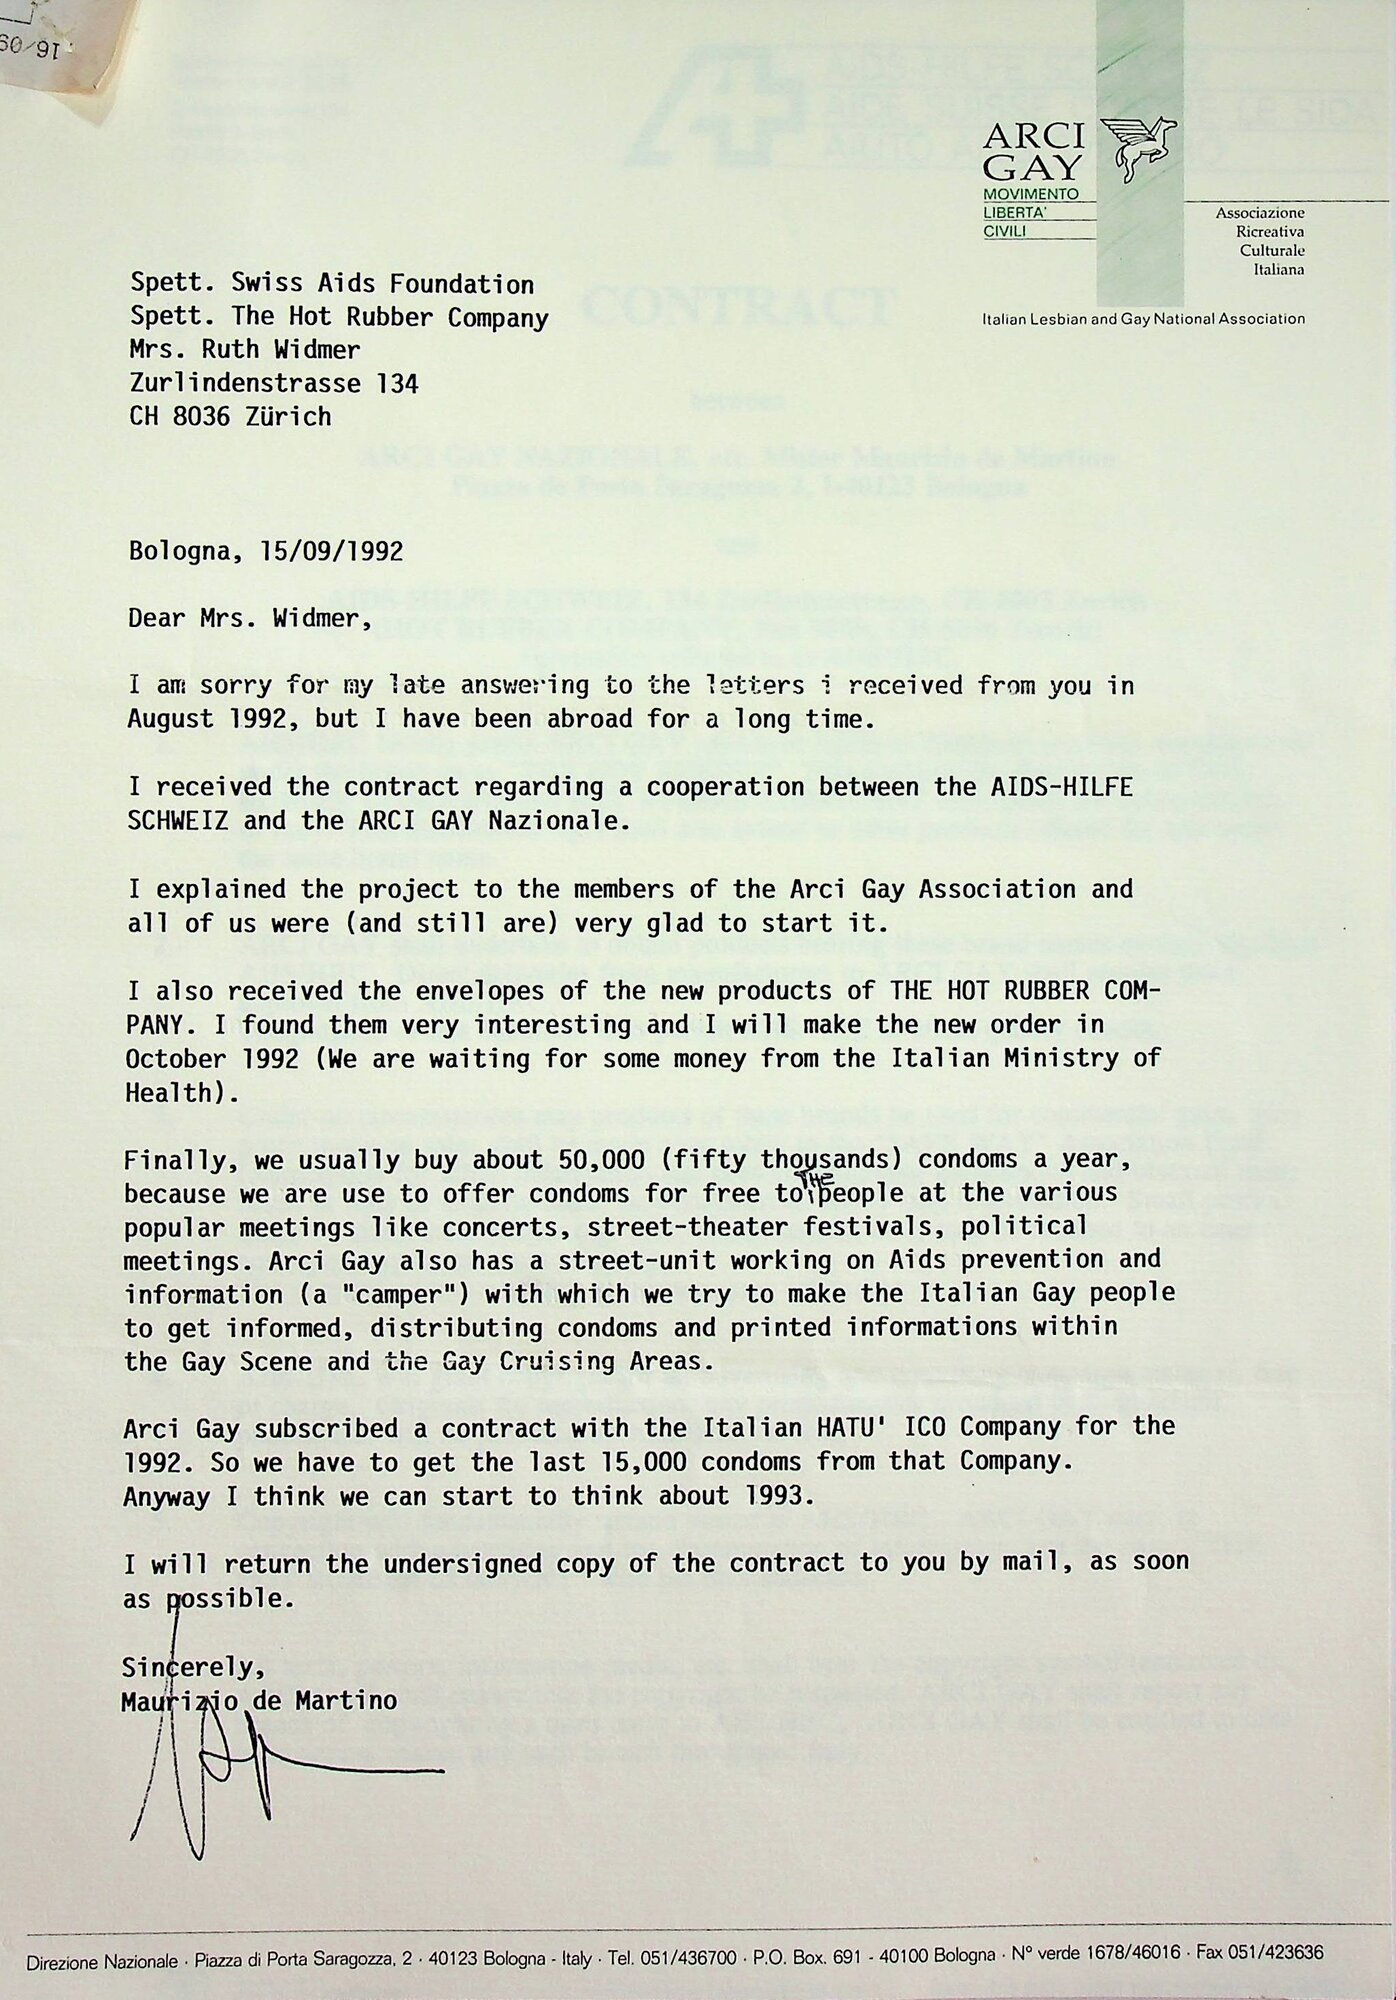 ARCI
GAY
MOVIMENTO
LIBERTA'
CIVILI
Associazione
Ricreativa
Culturale
Italiana
Italian Lesbian and Gay National Association
Spett. Swiss Aids Foundation
Spett. The Hot Rubber Company
Mrs. Ruth Widmer
Zurlindenstrasse 134
CH 8036 Zürich
CONTRACT
Bologna, 15/09/1992
Dear Mrs. Widmer,
I am sorry for my late answering to the letters i received from you in
August 1992, but I have been abroad for a long time.
I received the contract regarding a cooperation between the AIDS-HILFE
SCHWEIZ and the ARCI GAY Nazionale.
I explained the project to the members of the Arci Gay Association and
all of us were (and still are) very glad to start it.
I also received the envelopes of the new products of THE HOT RUBBER COM-
PANY. I found them very interesting and I will make the new order in
October 1992 (We are waiting for some money from the Italian Ministry of
Health).
Finally, we usually buy about 50,000 (fifty thousands) condoms a year,
because we are use to offer condoms for free to THE people at the various
popular meetings like concerts, street-theater festivals, political
meetings. Arci Gay also has a street-unit working on Aids prevention and
information (a "camper") with which we try to make the Italian Gay people
to get informed, distributing condoms and printed informations within
the Gay Scene and the Gay Cruising Areas.
Arci Gay subscribed a contract with the Italian HATU' ICO Company for the
1992. So we have to get the last 15,000 condoms from that Company.
Anyway I think we can start to think about 1993.
I will return the undersigned copy of the contract to you by mail, as soon
as possible.
Sincerely,
Maurizio de Martino
Direzione Nazionale · Piazza di Porta Saragozza, 2 · 40123 Bologna - Italy · Tel. 051/436700 · P.O. Box. 691 - 40100 Bologna · N° verde 1678/46016 · Fax 051/423636